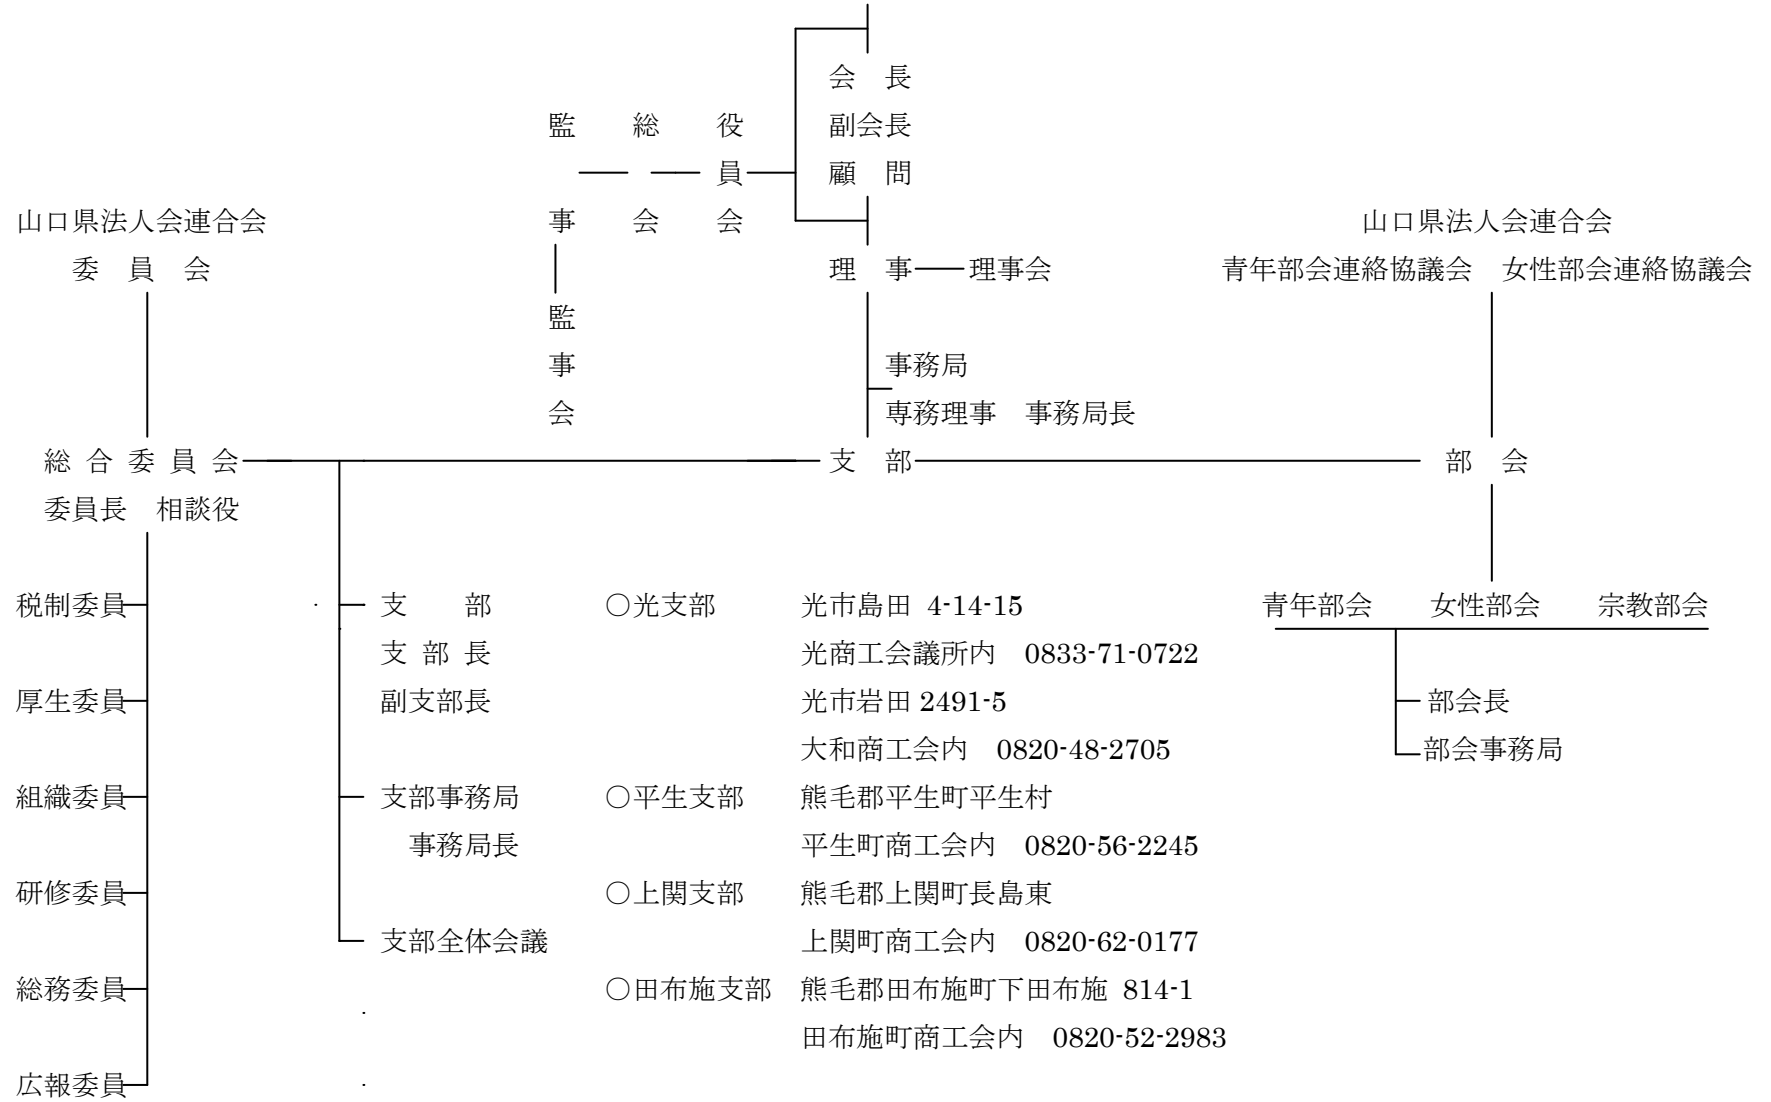 会　長
副会長
顧　問
監事
総会
役員会
山口県法人会連合会
委　員　会
理　事
理事会
監事会
事務局
専務理事　事務局長
山口県法人会連合会
青年部会連絡協議会　女性部会連絡協議会
総 合 委 員 会
委員長　相談役
支　部
部　会
税制委員
厚生委員
組織委員
研修委員
総務委員
広報委員
支　　部
支 部 長
副支部長
支部事務局
事務局長
支部全体会議
○光支部　光市島田 4-14-15
光商工会議所内　0833-71-0722
光市岩田 2491-5
大和商工会内　0820-48-2705
○平生支部　熊毛郡平生町平生村
平生町商工会内　0820-56-2245
○上関支部　熊毛郡上関町長島東
上関町商工会内　0820-62-0177
○田布施支部　熊毛郡田布施町下田布施 814-1
田布施町商工会内　0820-52-2983
青年部会　女性部会　宗教部会
部会長
部会事務局